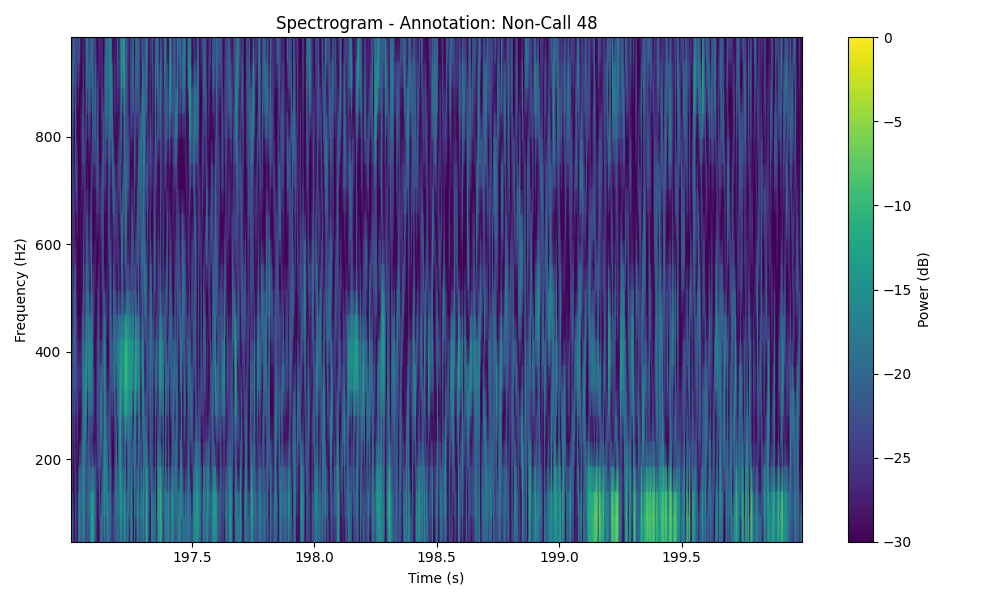 Spectrogram - Annotation: Non-Call 48
Frequency (Hz)
800
600
400
200
197.5 198.0 198.5 199.0 199.5
Time (s)
0
−5
−10
−15
−20
−25
−30
Power (dB)